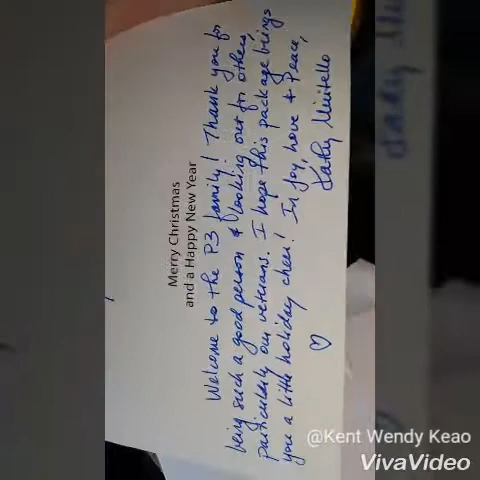 Merry Christmas
and a Happy New Year
Welcome to the P3 family! Thank you for
being such a good person & looking out for others,
particularly our veterans. I hope this package brings
you a little holiday cheer! In joy, love & Peace,
♡ Kathy
@Kent Wendy Keao
VivaVideo